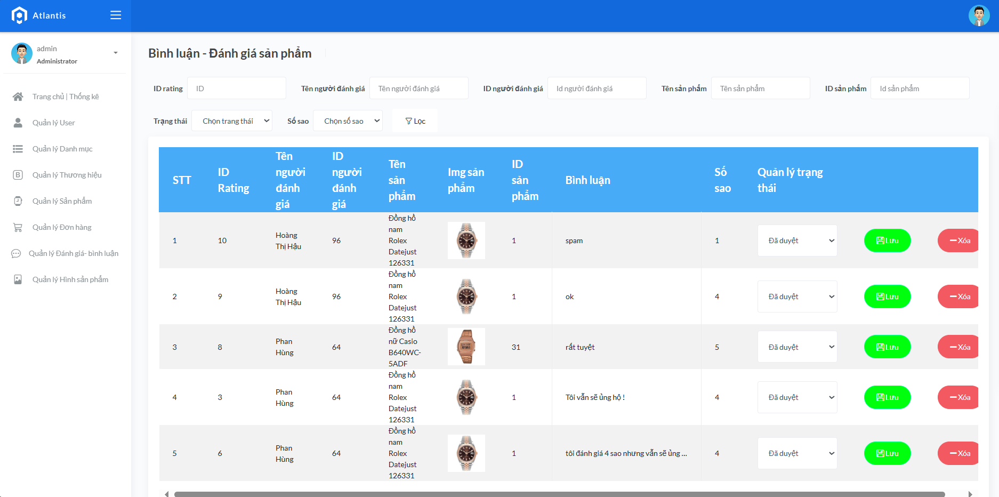 Atlantis
admin
Administrator
Trang chủ | Thống kê
Quản lý User
Quản lý Danh mục
Quản lý Thương hiệu
Quản lý Sản phẩm
Quản lý Đơn hàng
Quản lý Đánh giá- bình luận
Quản lý Hình sản phẩm
Bình luận - Đánh giá sản phẩm
ID rating ID Tên người đánh giá Tên người đánh giá ID người đánh giá Id người đánh giá Tên sản phẩm Tên sản phẩm ID sản phẩm Id sản phẩm
Trạng thái Chọn trang thái Số sao Chọn số sao Lọc
STT
ID
Rating
Tên
người
đánh
giá
ID
người
đánh
giá
Tên
sản
phẩm
Img sản
phẩm
ID
sản
phẩm
Bình luận
Số
sao
Quản lý trạng
thái
1
10
Hoàng
Thị Hậu
96
Đồng hồ
nam
Rolex
Datejust
126331
1
spam
1
Đã duyệt
Lưu
Xóa
2
9
Hoàng
Thị Hậu
96
Đồng hồ
nam
Rolex
Datejust
126331
1
ok
4
Đã duyệt
Lưu
Xóa
3
8
Phan
Hùng
64
Đồng hồ
nữ Casio
B640WC-
5ADF
31
rất tuyệt
5
Đã duyệt
Lưu
Xóa
4
3
Phan
Hùng
64
Đồng hồ
nam
Rolex
Datejust
126331
1
Tôi vẫn sẽ ủng hộ !
4
Đã duyệt
Lưu
Xóa
5
6
Phan
Hùng
64
Đồng hồ
nam
Rolex
Datejust
126331
1
tôi đánh giá 4 sao nhưng vẫn sẽ ủng ...
4
Đã duyệt
Lưu
Xóa